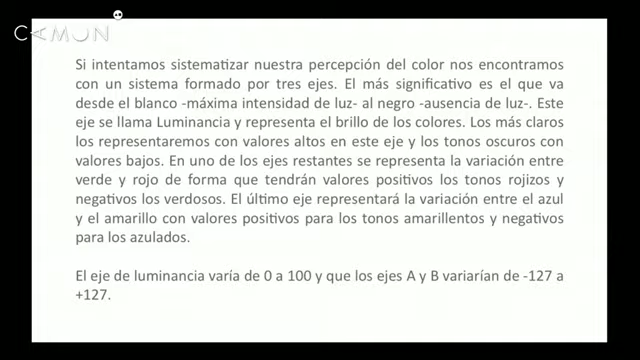 CAMON
Si intentamos sistematizar nuestra percepción del color nos encontramos
con un sistema formado por tres ejes. El más significativo es el que va
desde el blanco -máxima intensidad de luz- al negro -ausencia de luz-. Este
eje se llama Luminancia y representa el brillo de los colores. Los más claros
los representaremos con valores altos en este eje y los tonos oscuros con
valores bajos. En uno de los ejes restantes se representa la variación entre
verde y rojo de forma que tendrán valores positivos los tonos rojizos y
negativos los verdosos. El último eje representará la variación entre el azul
y el amarillo con valores positivos para los tonos amarillentos y negativos
para los azulados.
El eje de luminancia varía de 0 a 100 y que los ejes A y B variarían de -127 a
+127.